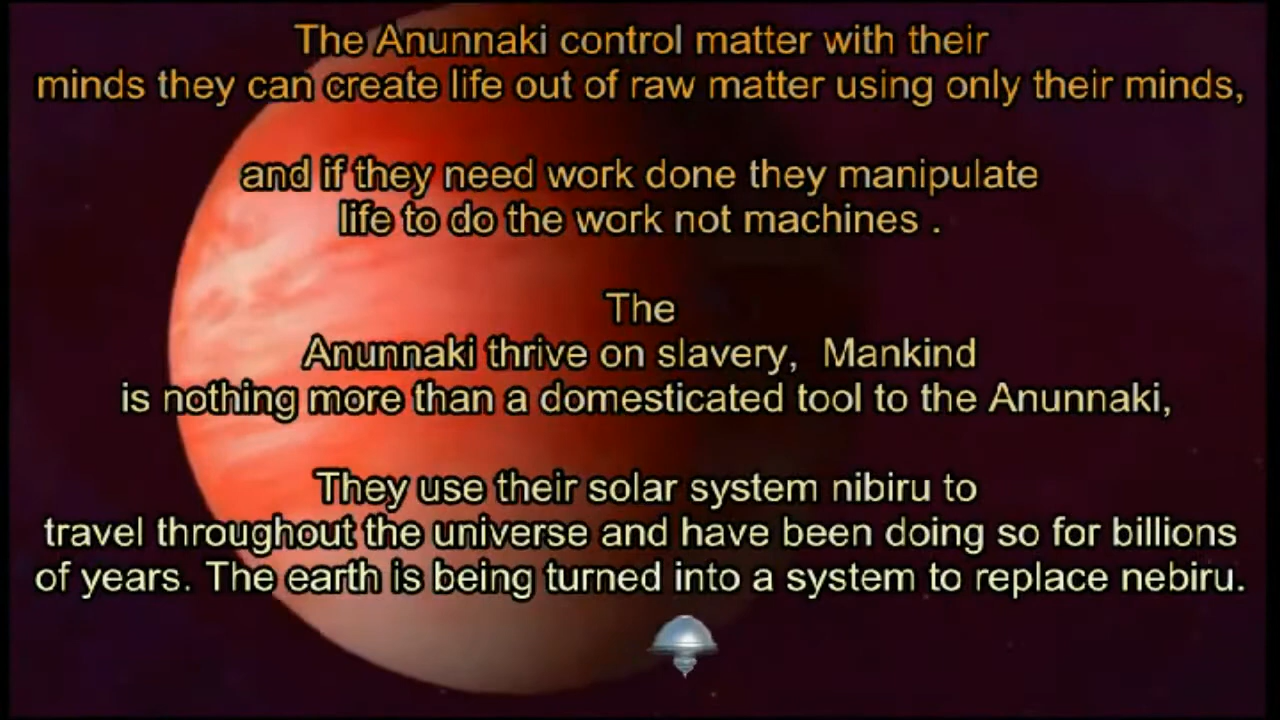 The Anunnaki control matter with their
minds they can create life out of raw matter using only their minds,
and if they need work done they manipulate
life to do the work not machines .
The
Anunnaki thrive on slavery, Mankind
is nothing more than a domesticated tool to the Anunnaki,
They use their solar system nibiru to
travel throughout the universe and have been doing so for billions
of years. The earth is being turned into a system to replace nebiru.